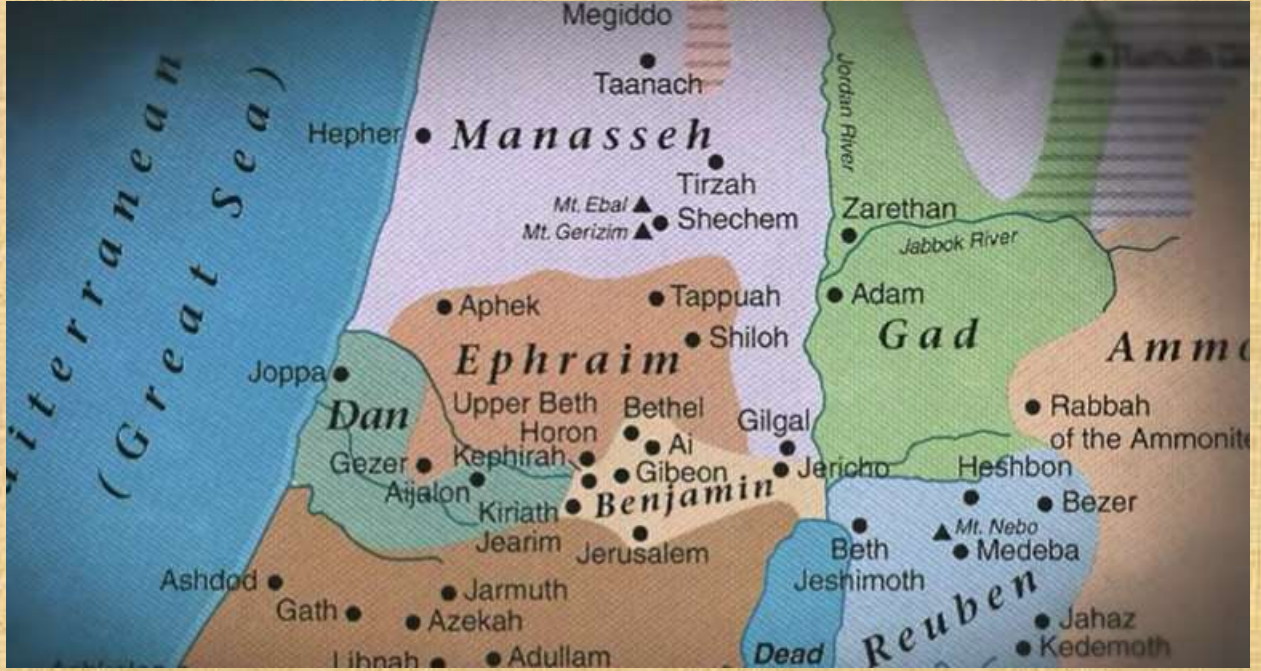 Megiddo
Taanach
Hepher
Manasseh
Tirzah
Mt. Ebal
Mt. Gerizim
Shechem
Jordan River
Zarethan
Jabbok River
(Great Sea)
Aphek
Tappuah
Adam
Shiloh
Gad
Ephraim
Joppa
Dan
Upper Beth
Horon
Bethel
Ai
Gilgal
Rabbah
of the Ammonite
Gezer
Kephirah
Gibeon
Jericho
Heshbon
Aijalon
Benjamin
Bezer
Kiriath
Jearim
Jerusalem
Mt. Nebo
Beth
Jeshimoth
Medeba
Ashdod
Jarmuth
Gath
Azekah
Reuben
Jahaz
Kedemoth
Libnah
Adullam
Dead